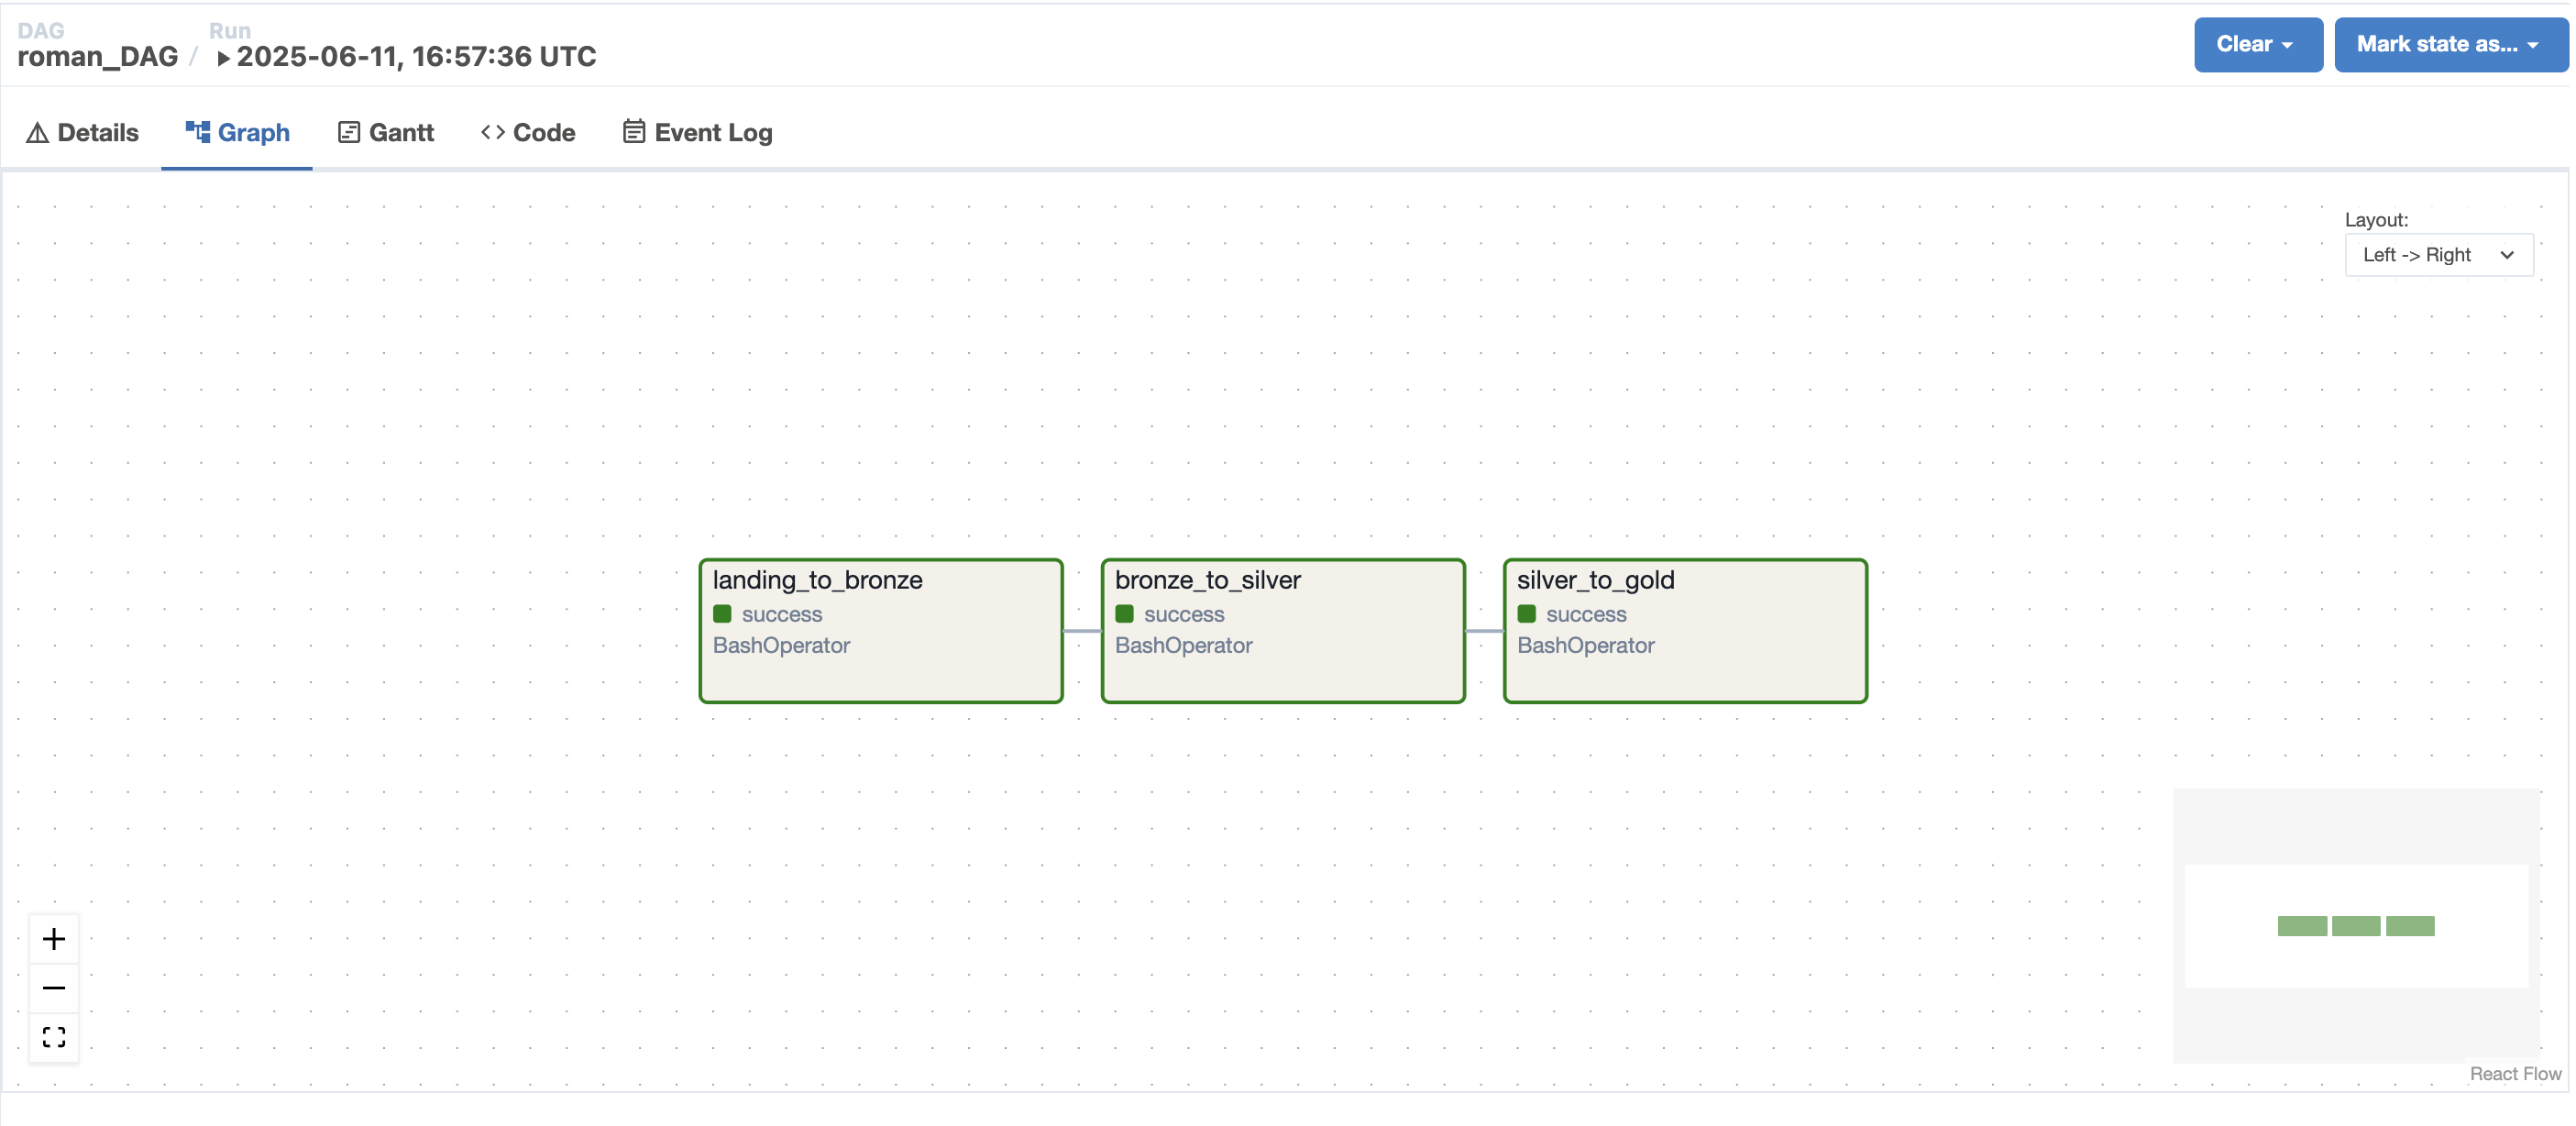 DAG
Run
roman_DAG / 2025-06-11, 16:57:36 UTC
Clear
Mark state as...
Details
Graph
Gantt
Code
Event Log
Layout:
Left -> Right
landing_to_bronze
success
BashOperator
bronze_to_silver
success
BashOperator
silver_to_gold
success
BashOperator
React Flow